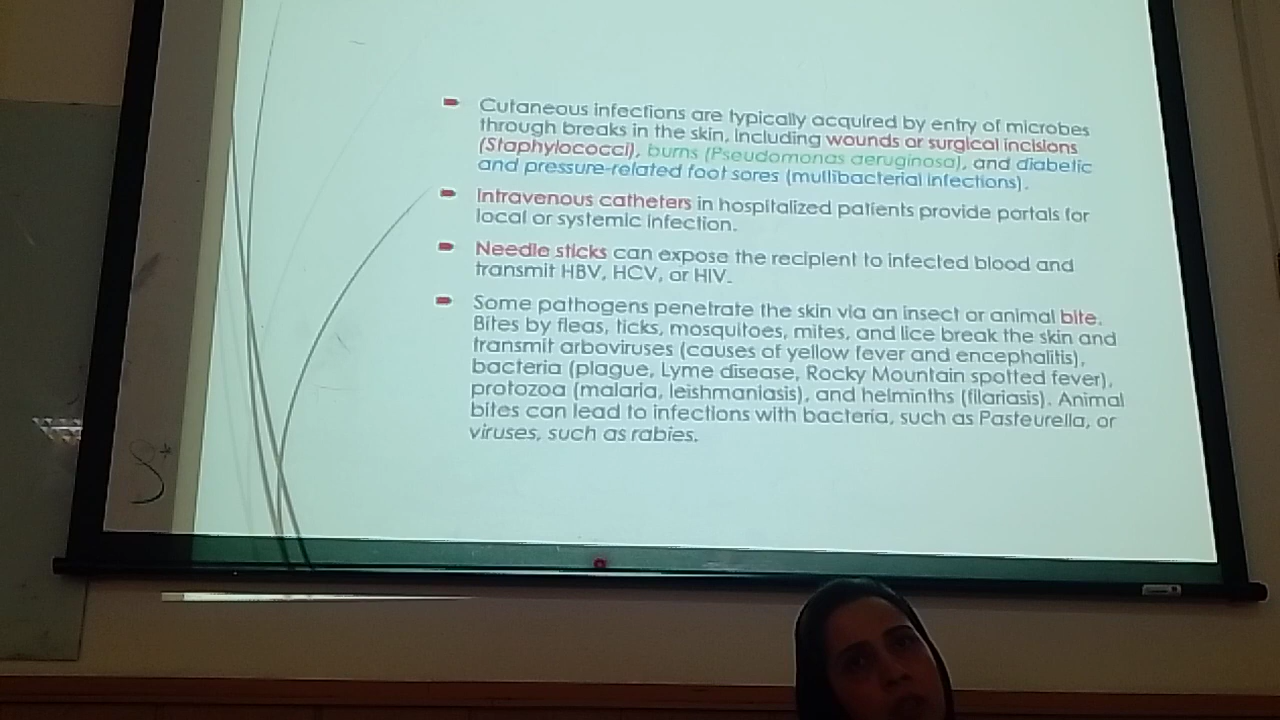 Cutaneous infections are typically acquired by entry of microbes
through breaks in the skin, including wounds or surgical incisions
(Staphylococci), burns (Pseudomonas aeruginosa), and diabetic
and pressure-related foot sores (multibacterial infections).
Intravenous catheters in hospitalized patients provide portals for
local or systemic infection.
Needle sticks can expose the recipient to infected blood and
transmit HBV, HCV, or HIV.
Some pathogens penetrate the skin via an insect or animal bite.
Bites by fleas, ticks, mosquitoes, mites, and lice break the skin and
transmit arboviruses (causes of yellow fever and encephalitis),
bacteria (plague, Lyme disease, Rocky Mountain spotted fever),
protozoa (malaria, leishmaniasis), and helminths (filariasis). Animal
bites can lead to infections with bacteria, such as Pasteurella, or
viruses, such as rabies.